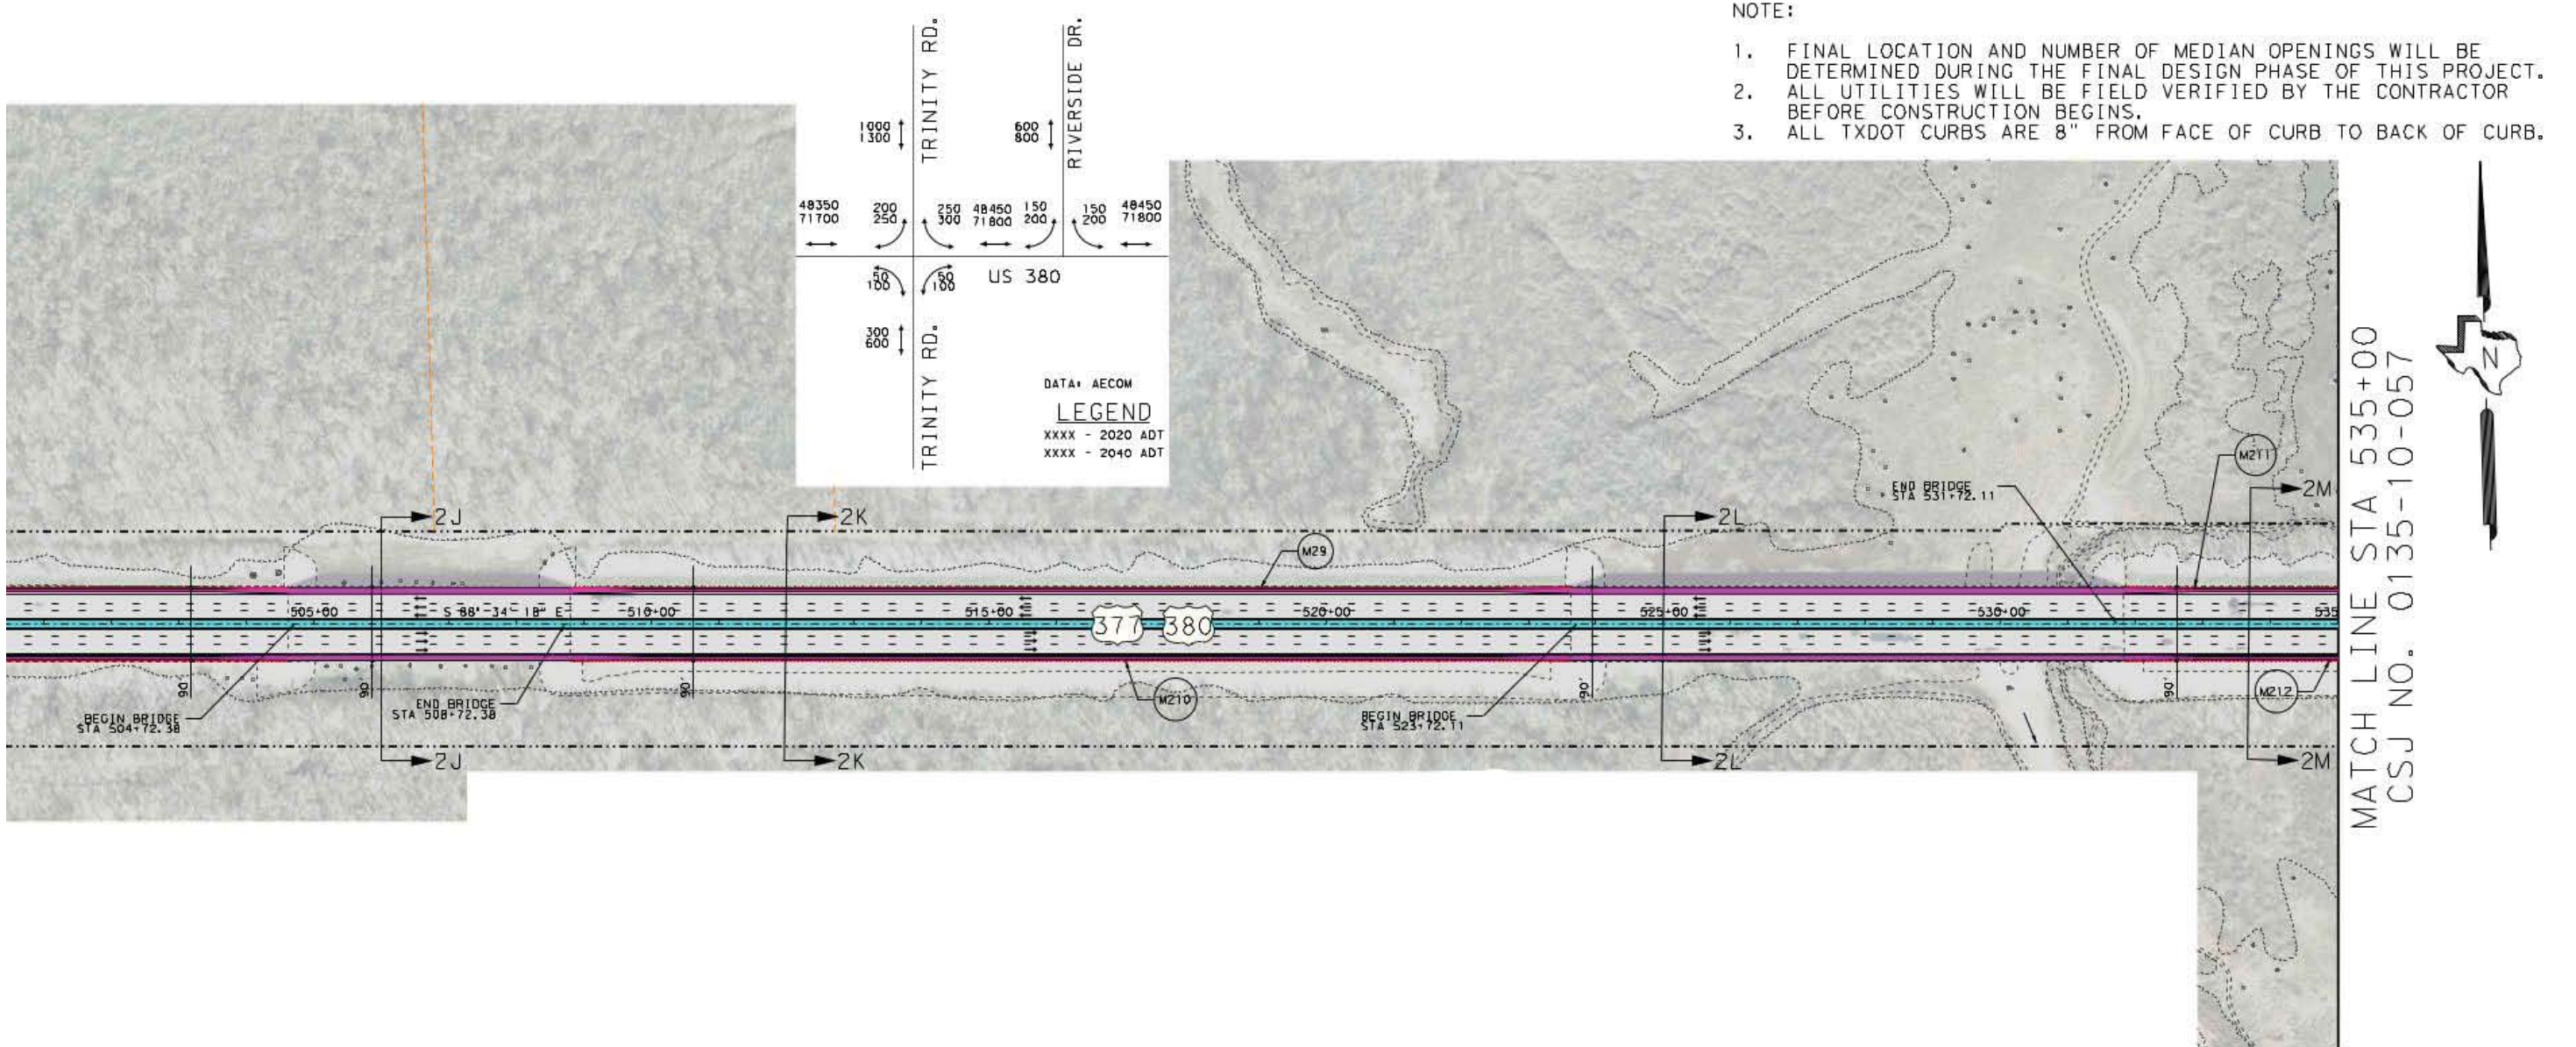 NOTE:
1. FINAL LOCATION AND NUMBER OF MEDIAN OPENINGS WILL BE
DETERMINED DURING THE FINAL DESIGN PHASE OF THIS PROJECT.
2. ALL UTILITIES WILL BE FIELD VERIFIED BY THE CONTRACTOR
BEFORE CONSTRUCTION BEGINS.
3. ALL TXDOT CURBS ARE 8" FROM FACE OF CURB TO BACK OF CURB.
TRINITY RD.
RIVERSIDE DR.
1000
1300
600
800
48350
71700
200
250
250
300
48450
71800
150
200
150
200
48450
71800
50
100
50
100
US 380
300
600
TRINITY RD.
DATA: AECOM
LEGEND
XXXX - 2020 ADT
XXXX - 2040 ADT
N
MATCH LINE STA 535+00
CSJ NO. 0135-10-057
M211
END BRIDGE
STA 531+72.11
2J
2K
2L
2M
M29
505+00
S 88° 34' 18" E
510+00
515+00
520+00
525+00
530+00
535
377
380
90'
90'
90'
90'
90'
M210
M212
BEGIN BRIDGE
STA 504+72.38
END BRIDGE
STA 508+72.38
BEGIN BRIDGE
STA 523+72.11
2J
2K
2L
2M